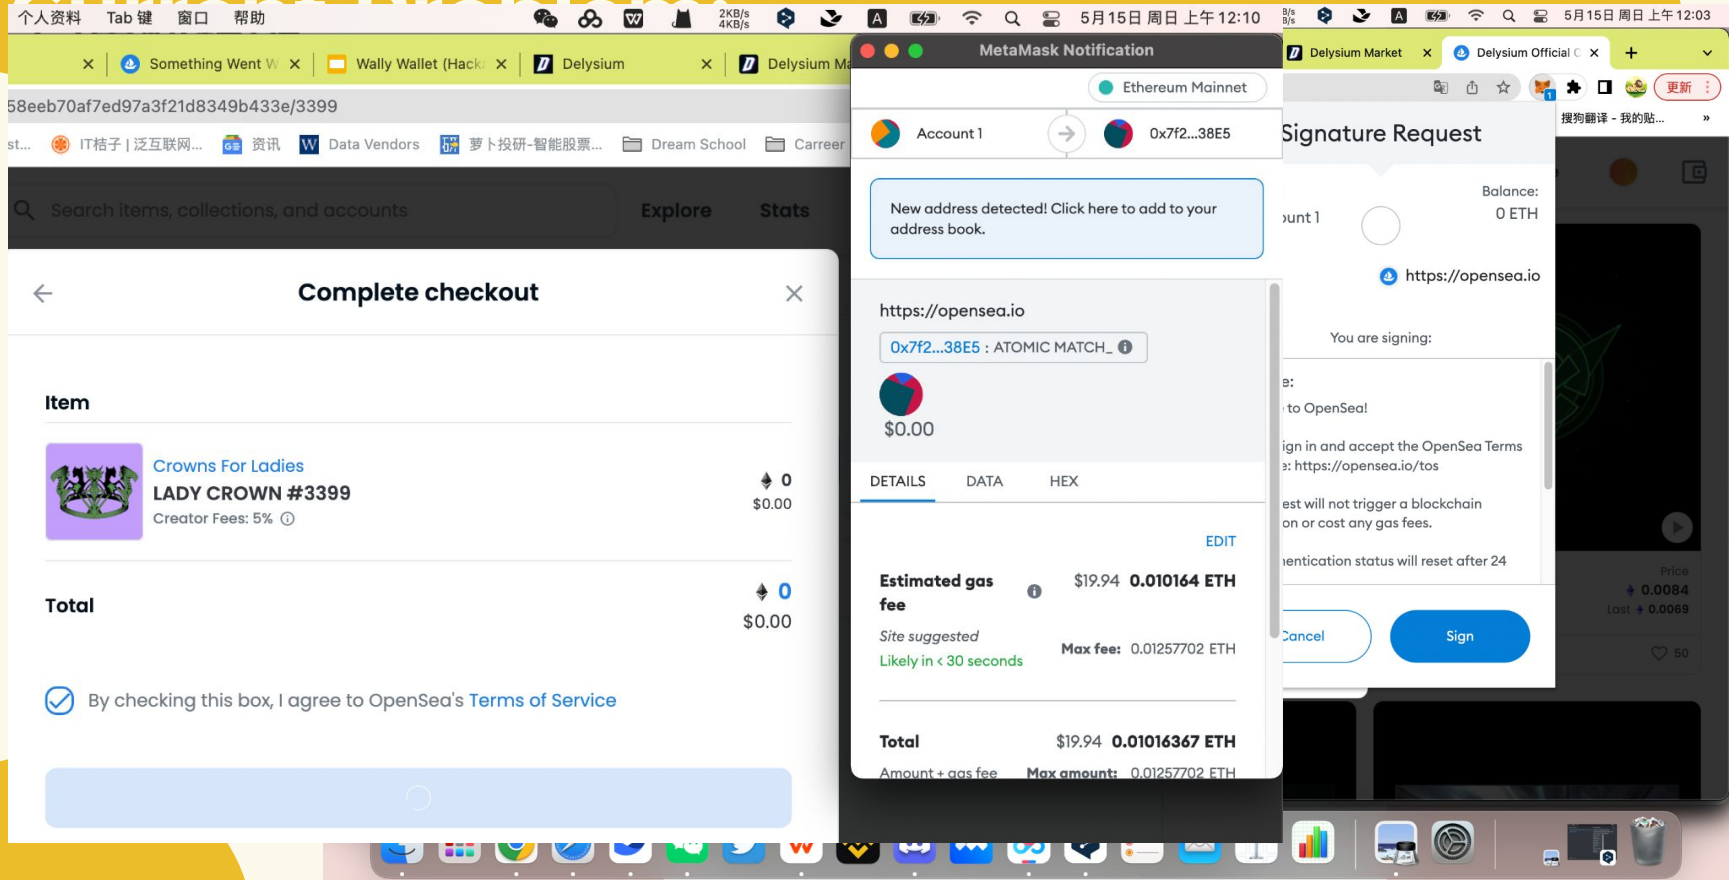 个人资料 Tab 键 窗口 帮助
2KB/s
4KB/s
A
5月15日 周日 上午12:10
Something Went W
Wally Wallet (Hack
Delysium
Delysium Ma
58eeb70af7ed97a3f21d8349b433e/3399
st...
IT桔子 | 泛互联网...
资讯
W Data Vendors
萝卜投研-智能股票...
Dream School
Carreer
Search items, collections, and accounts
Explore
Stats
Complete checkout
Item
Crowns For Ladies
LADY CROWN #3399
Creator Fees: 5%
0
$0.00
Total
0
$0.00
By checking this box, I agree to OpenSea's Terms of Service
MetaMask Notification
Ethereum Mainnet
Account 1
0x7f2...38E5
New address detected! Click here to add to your
address book.
https://opensea.io
0x7f2...38E5 : ATOMIC MATCH_
$0.00
DETAILS
DATA
HEX
EDIT
Estimated gas
fee
$19.94 0.010164 ETH
Site suggested
Likely in < 30 seconds
Max fee: 0.01257702 ETH
Total
$19.94 0.01016367 ETH
Amount + gas fee
Max amount: 0.01257702 ETH
B/s
A
5月15日 周日 上午12:03
Delysium Market
Delysium Official C
更新
搜狗翻译 - 我的贴...
Signature Request
Balance:
0 ETH
ount 1
https://opensea.io
You are signing:
e:
to OpenSea!
ign in and accept the OpenSea Terms
e: https://opensea.io/tos
est will not trigger a blockchain
on or cost any gas fees.
entication status will reset after 24
Cancel
Sign
Price
0.0084
Last 0.0069
50